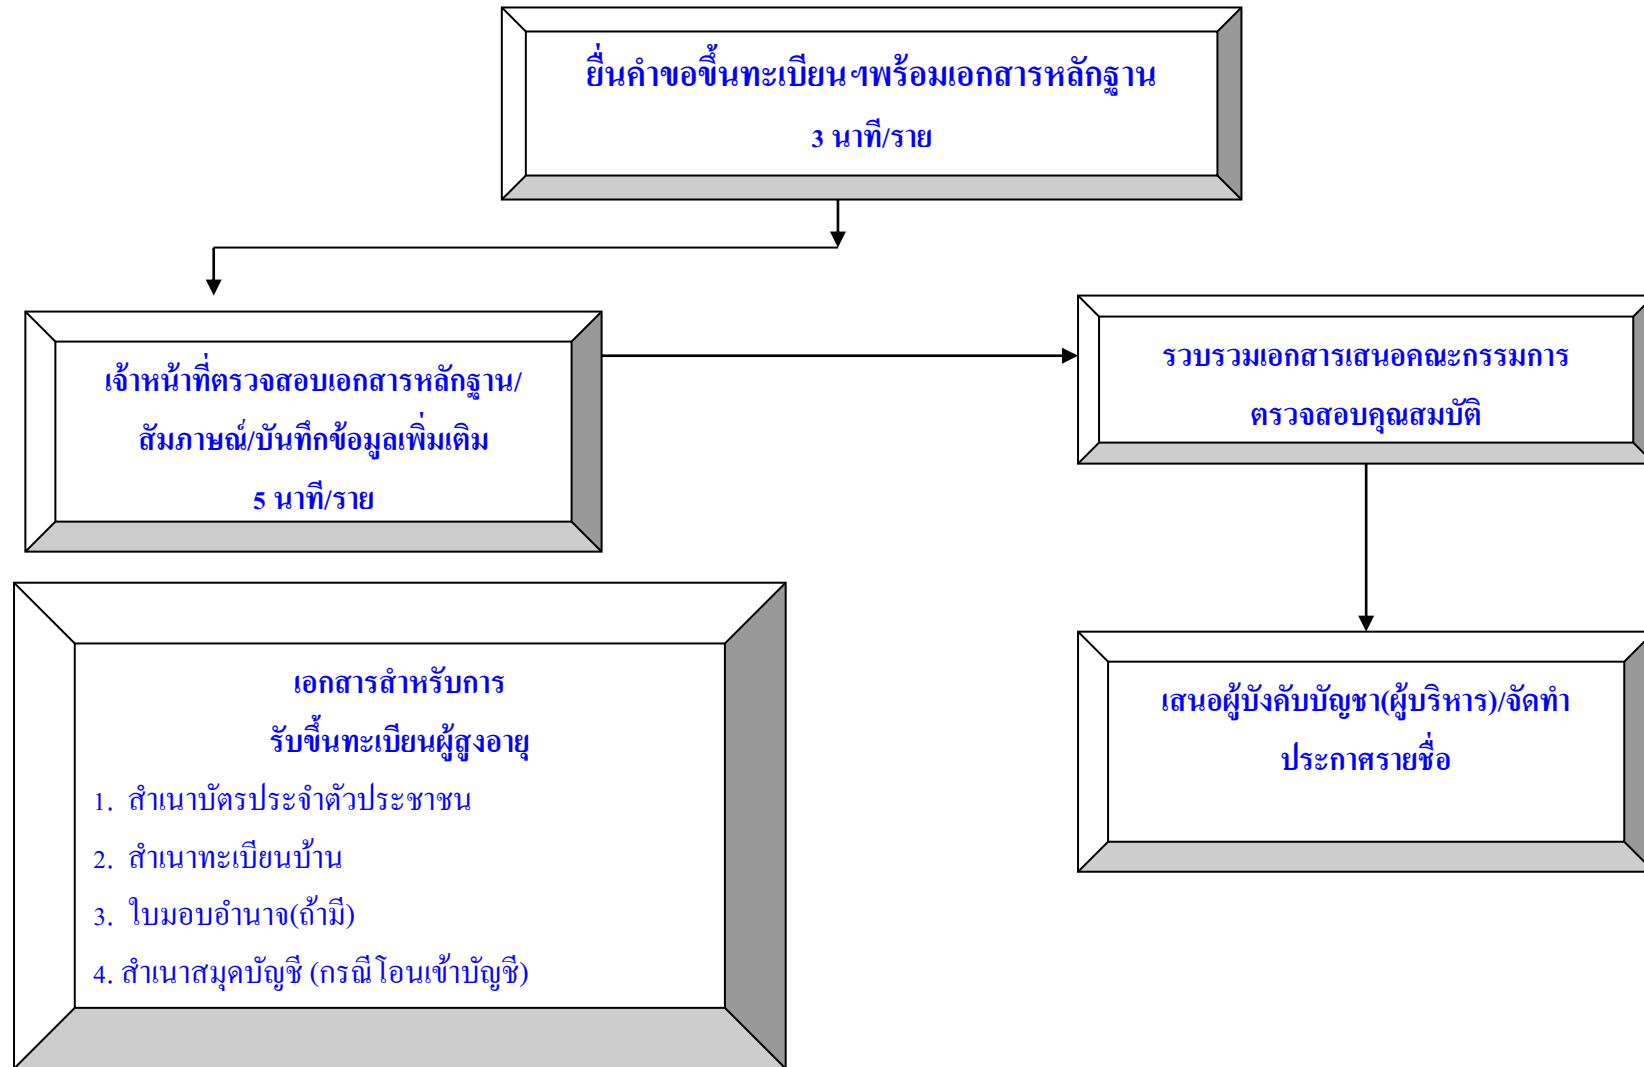 ยื่นคำขอขึ้นทะเบียนฯพร้อมเอกสารหลักฐาน
3 นาที/ราย
เจ้าหน้าที่ตรวจสอบเอกสารหลักฐาน/
สัมภาษณ์/บันทึกข้อมูลเพิ่มเติม
5 นาที/ราย
รวบรวมเอกสารเสนอคณะกรรมการ
ตรวจสอบคุณสมบัติ
เสนอผู้บังคับบัญชา(ผู้บริหาร)/จัดทำ
ประกาศรายชื่อ
เอกสารสำหรับการ
รับขึ้นทะเบียนผู้สูงอายุ
1. สำเนาบัตรประจำตัวประชาชน
2. สำเนาทะเบียนบ้าน
3. ใบมอบอำนาจ(ถ้ามี)
4. สำเนาสมุดบัญชี (กรณีโอนเข้าบัญชี)